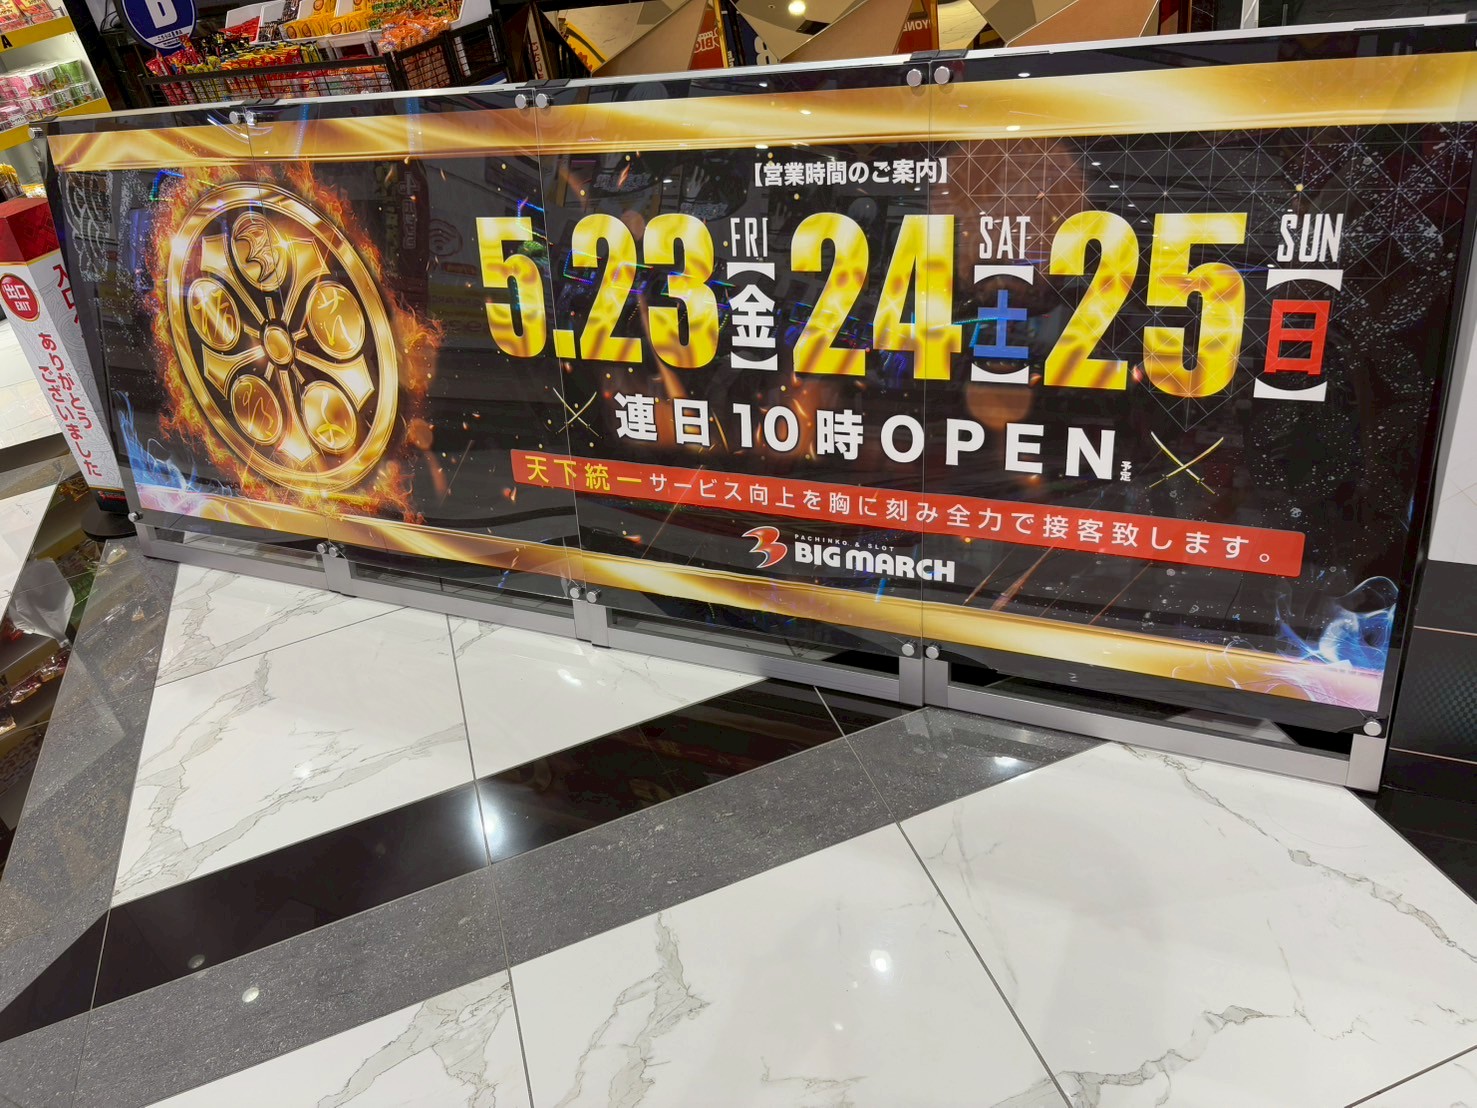 【営業時間のご案内】
5.23 FRI【金】 24 SAT【土】 25 SUN【日】
連日10時OPEN予定
天下統一サービス向上を胸に刻み全力で接客致します。
PACHINKO & SLOT
BIG MARCH
出口
EXIT
ありがとう
ございました
入口